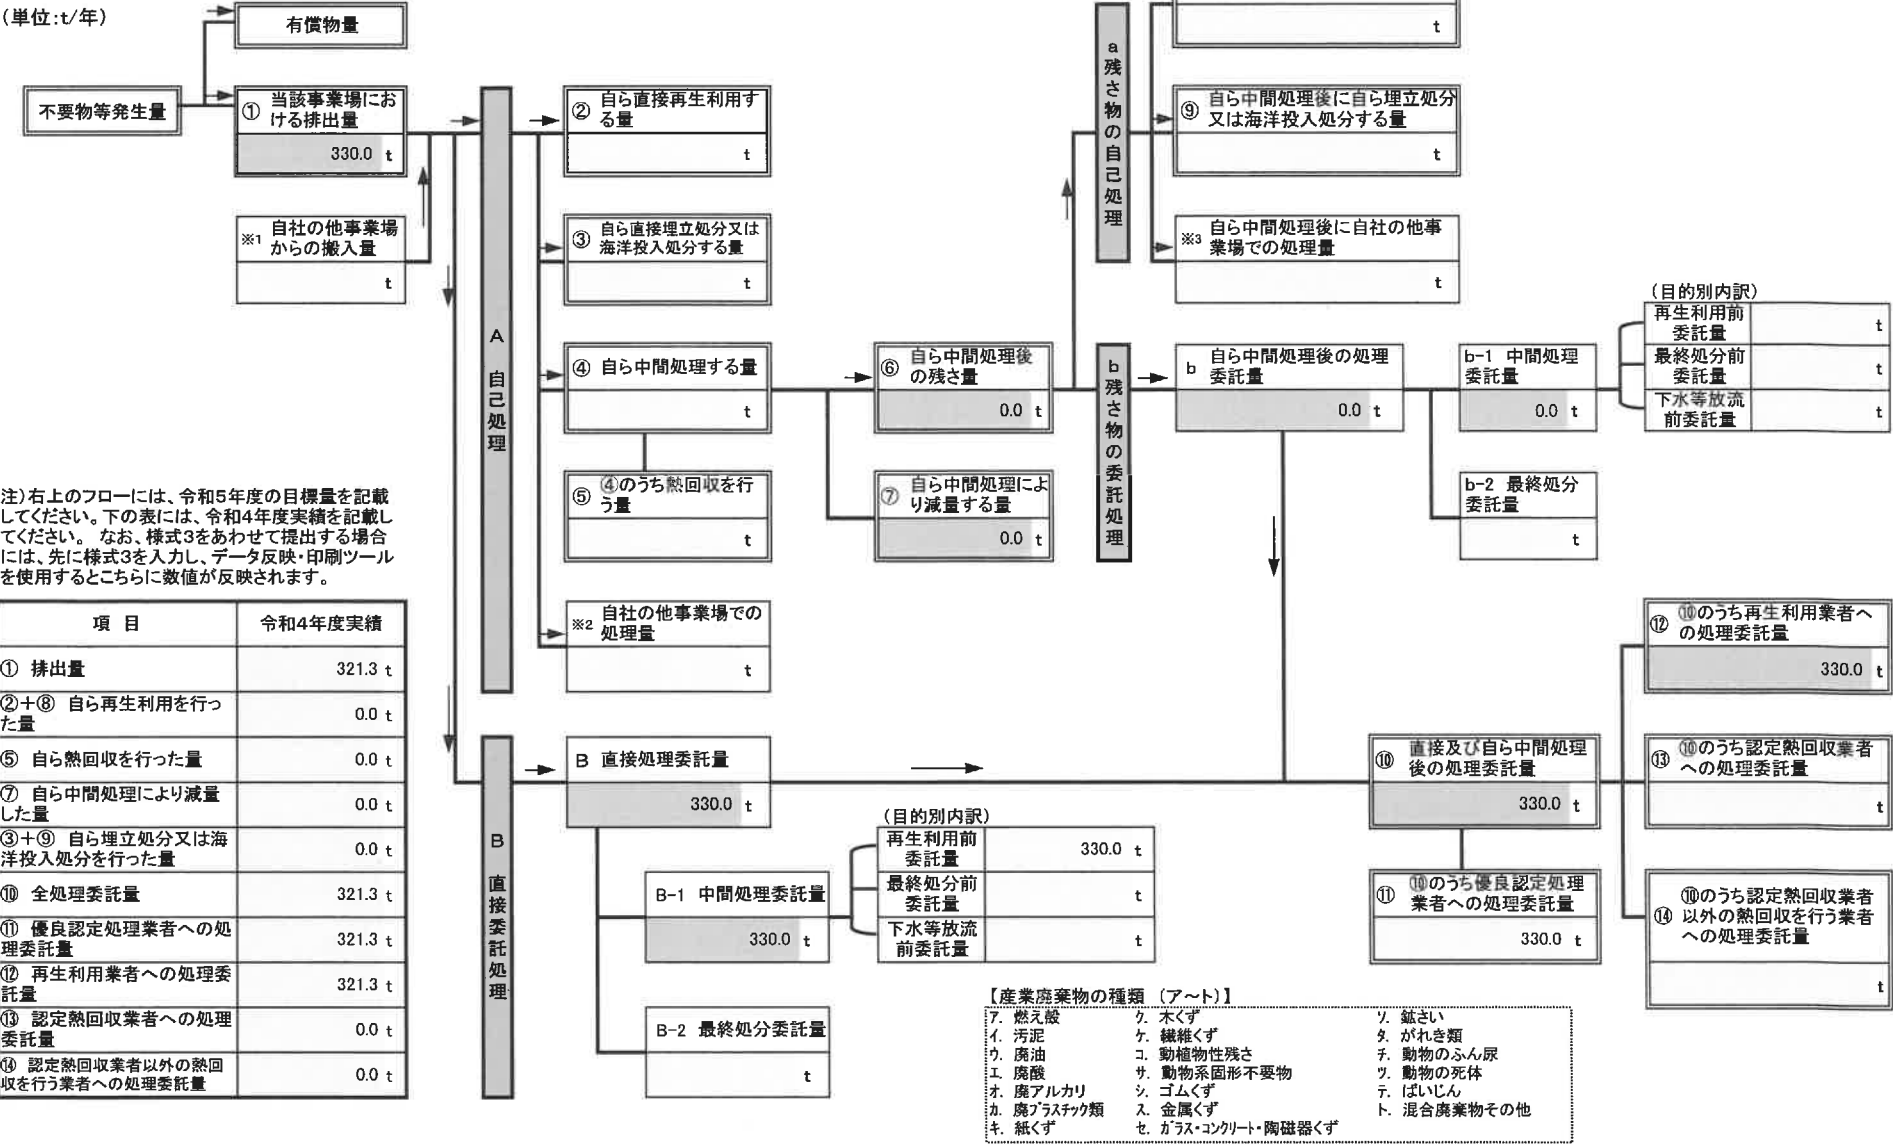 (単位:t/年)
有償物量
不要物等発生量
① 当該事業場にお
ける排出量
330.0 t
※1 自社の他事業場
からの搬入量
t
A 自己処理
② 自ら直接再生利用す
る量
t
③ 自ら直接埋立処分又は
海洋投入処分する量
t
④ 自ら中間処理する量
t
⑤ ④のうち熱回収を行
う量
t
※2 自社の他事業場での
処理量
t
⑥ 自ら中間処理後
の残さ量
0.0 t
⑦ 自ら中間処理によ
り減量する量
0.0 t
a 残さ物の自己処理
t
⑨ 自ら中間処理後に自ら埋立処分
又は海洋投入処分する量
t
※3 自ら中間処理後に自社の他事
業場での処理量
t
b 残さ物の委託処理
b 自ら中間処理後の処理
委託量
0.0 t
b-1 中間処理
委託量
0.0 t
(目的別内訳)
再生利用前
委託量
t
最終処分前
委託量
t
下水等放流
前委託量
t
b-2 最終処分
委託量
t
注)右上のフローには、令和5年度の目標量を記載
してください。下の表には、令和4年度実績を記載し
てください。 なお、様式3をあわせて提出する場合
には、先に様式3を入力し、データ反映・印刷ツール
を使用するとこちらに数値が反映されます。
項 目 令和4年度実績
① 排出量 321.3 t
②+⑧ 自ら再生利用を行っ
た量 0.0 t
⑤ 自ら熱回収を行った量 0.0 t
⑦ 自ら中間処理により減量
した量 0.0 t
③+⑨ 自ら埋立処分又は海
洋投入処分を行った量 0.0 t
⑩ 全処理委託量 321.3 t
⑪ 優良認定処理業者への処
理委託量 321.3 t
⑫ 再生利用業者への処理委
託量 321.3 t
⑬ 認定熱回収業者への処理
委託量 0.0 t
⑭ 認定熱回収業者以外の熱回
収を行う業者への処理委託量 0.0 t
B 直接委託処理
B 直接処理委託量
330.0 t
B-1 中間処理委託量
330.0 t
(目的別内訳)
再生利用前
委託量
330.0 t
最終処分前
委託量
t
下水等放流
前委託量
t
B-2 最終処分委託量
t
⑩ 直接及び自ら中間処理
後の処理委託量
330.0 t
⑪ ⑩のうち優良認定処理
業者への処理委託量
330.0 t
⑫ ⑩のうち再生利用業者へ
の処理委託量
330.0 t
⑬ ⑩のうち認定熱回収業者
への処理委託量
t
⑭ ⑩のうち認定熱回収業者
以外の熱回収を行う業者
への処理委託量
t
【産業廃棄物の種類 (ア~ト)】
ア. 燃え殻 ク. 木くず ソ. 鉱さい
イ. 汚泥 ケ. 繊維くず タ. がれき類
ウ. 廃油 コ. 動植物性残さ チ. 動物のふん尿
エ. 廃酸 サ. 動物系固形不要物 ツ. 動物の死体
オ. 廃アルカリ シ. ゴムくず テ. ばいじん
カ. 廃プラスチック類 ス. 金属くず ト. 混合廃棄物その他
キ. 紙くず セ. ガラス・コンクリート・陶磁器くず